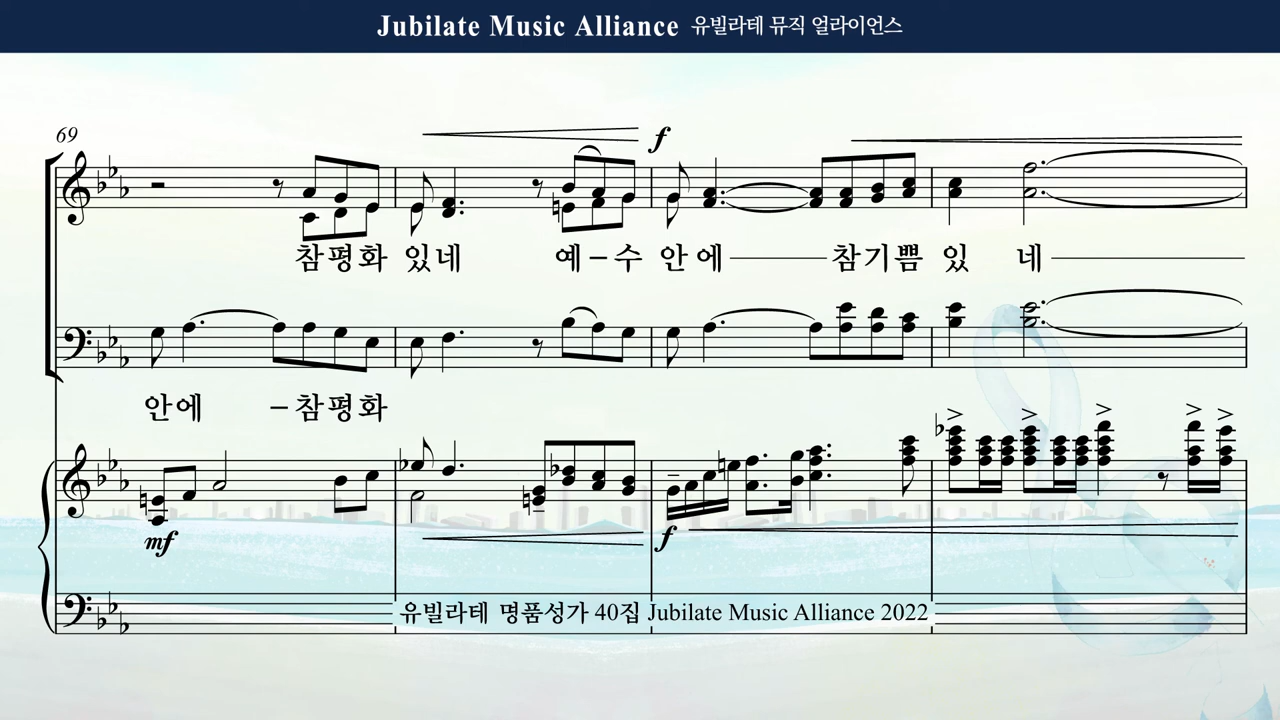 Jubilate Music Alliance 유빌라테 뮤직 얼라이언스
69
f
참평화 있네 예–수 안에 참기쁨 있 네
안에 –참평화
mf
f
유빌라테 명품성가 40집 Jubilate Music Alliance 2022